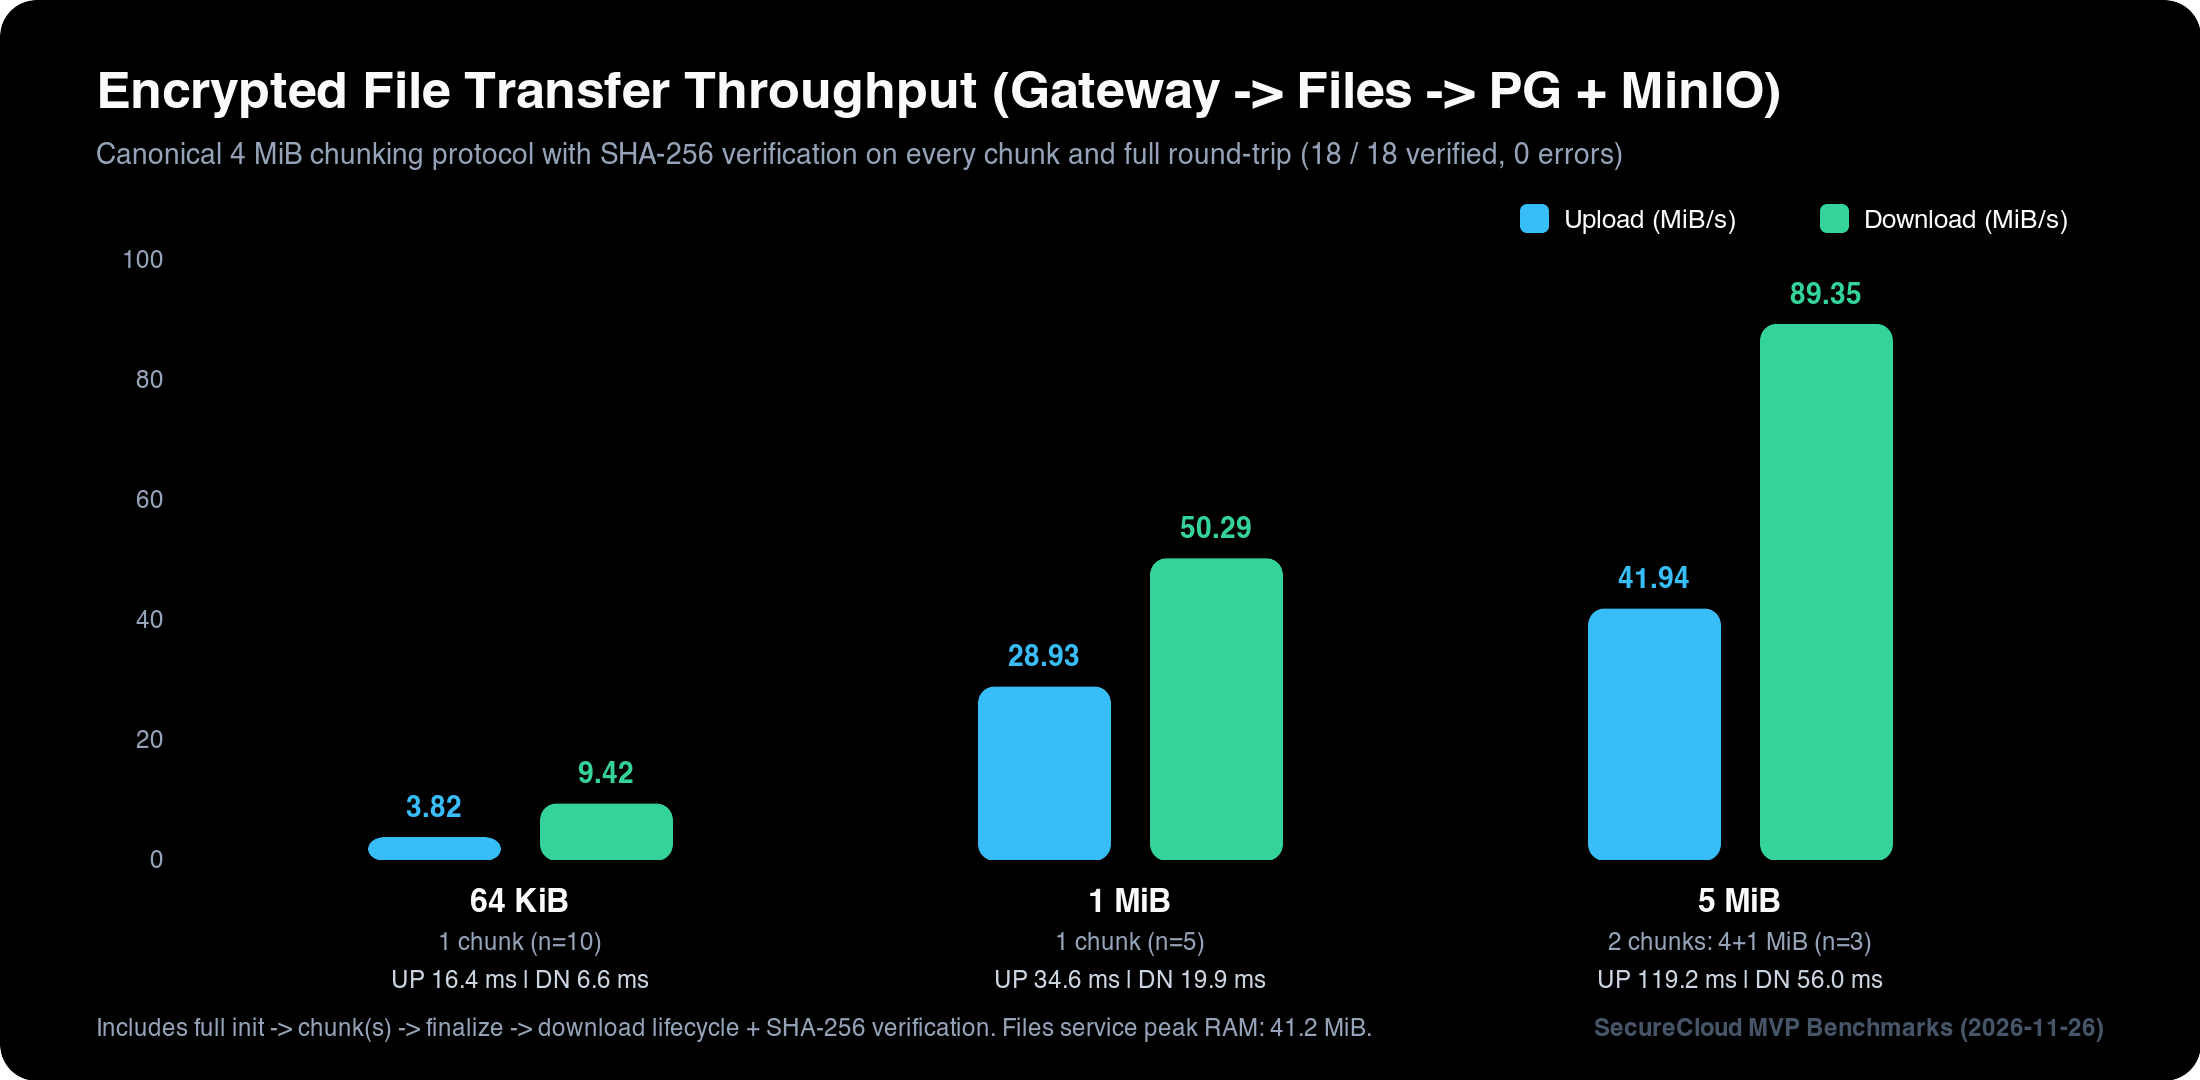 Encrypted File Transfer Throughput (Gateway -> Files -> PG + MinIO)
Canonical 4 MiB chunking protocol with SHA-256 verification on every chunk and full round-trip (18 / 18 verified, 0 errors)
Upload (MiB/s)
Download (MiB/s)
100
80
60
40
20
0
3.82
9.42
28.93
50.29
41.94
89.35
64 KiB
1 chunk (n=10)
UP 16.4 ms | DN 6.6 ms
1 MiB
1 chunk (n=5)
UP 34.6 ms | DN 19.9 ms
5 MiB
2 chunks: 4+1 MiB (n=3)
UP 119.2 ms | DN 56.0 ms
Includes full init -> chunk(s) -> finalize -> download lifecycle + SHA-256 verification. Files service peak RAM: 41.2 MiB.
SecureCloud MVP Benchmarks (2026-11-26)